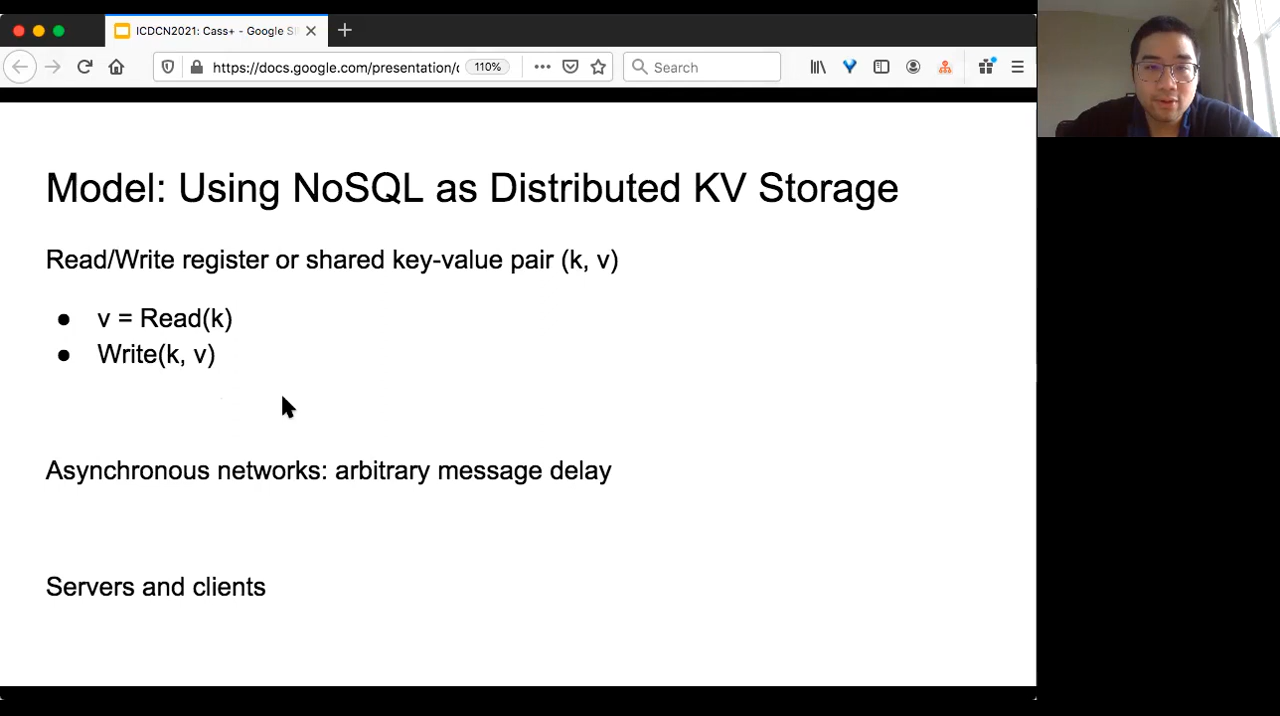 ICDCN2021: Cass+ - Google Sl
https://docs.google.com/presentation/
110%
Search
Model: Using NoSQL as Distributed KV Storage
Read/Write register or shared key-value pair (k, v)
● v = Read(k)
● Write(k, v)
Asynchronous networks: arbitrary message delay
Servers and clients